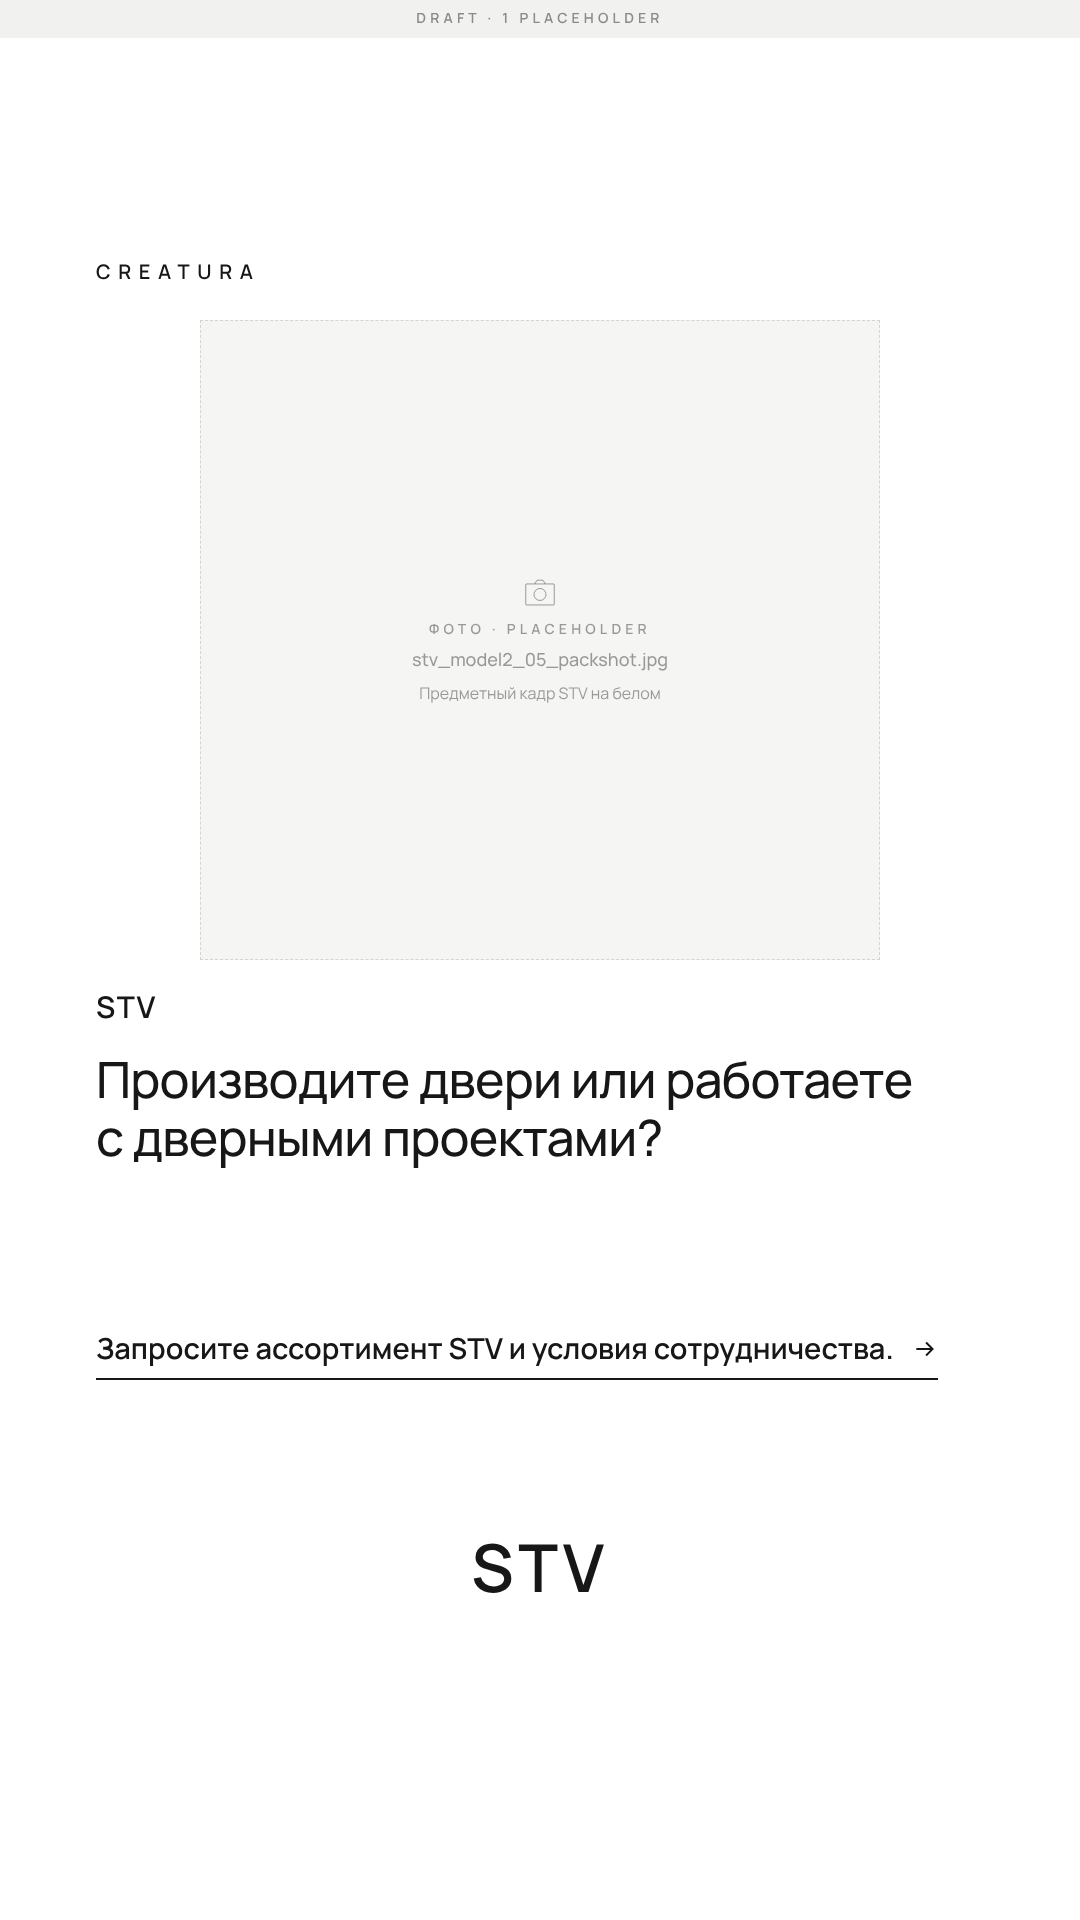 DRAFT · 1 PLACEHOLDER
CREATURA
ФОТО · PLACEHOLDER
stv_model2_05_packshot.jpg
Предметный кадр STV на белом
STV
Производите двери или работаете
с дверными проектами?
Запросите ассортимент STV и условия сотрудничества. →
STV